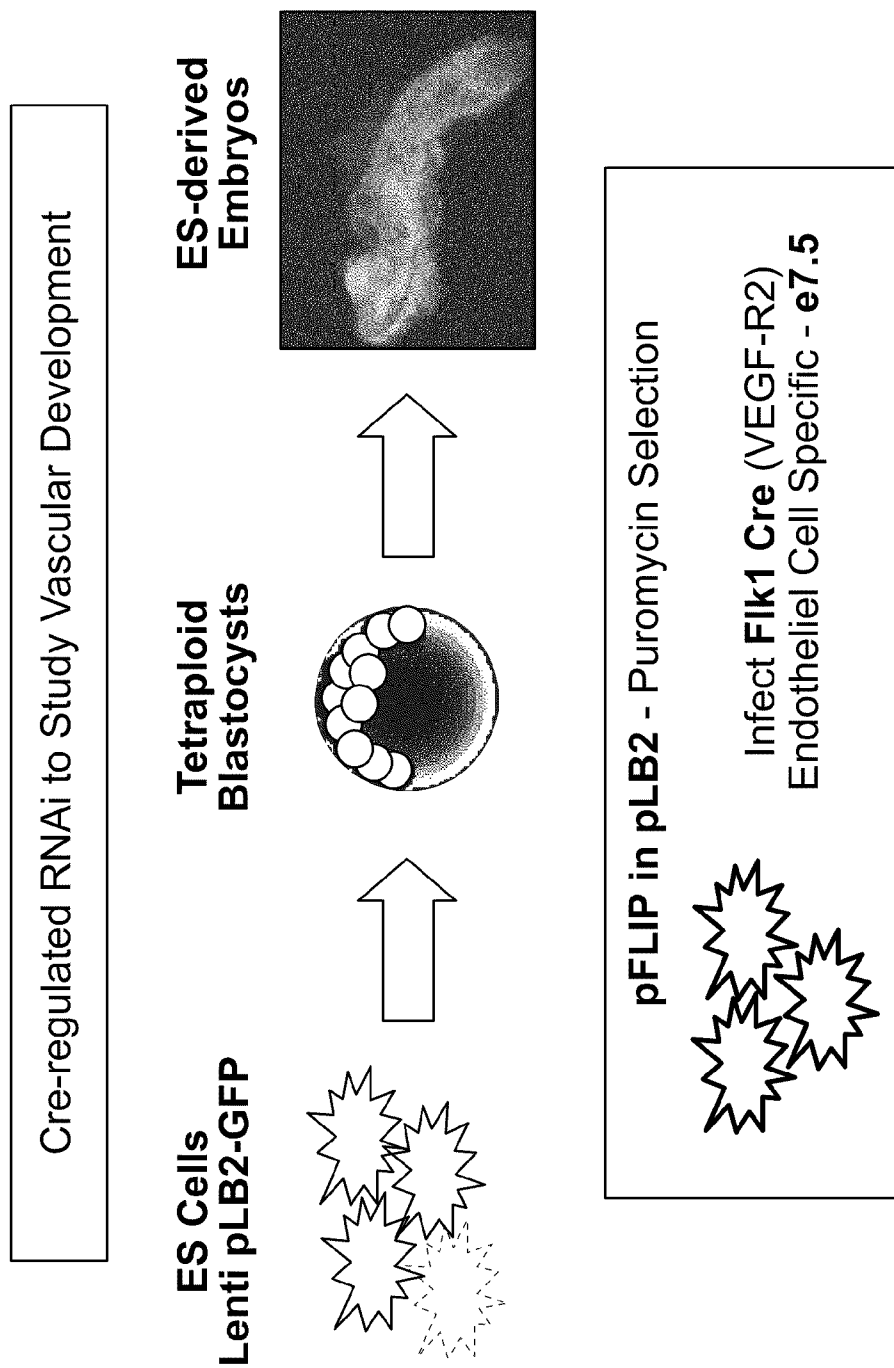 Cre-regulated RNAi to Study Vascular Development
ES Cells
Lenti pLB2-GFP
Tetraploid
Blastocysts
ES-derived
Embryos
pFLIP in pLB2 - Puromycin Selection
Infect Flk1 Cre (VEGF-R2)
Endotheliel Cell Specific - e7.5